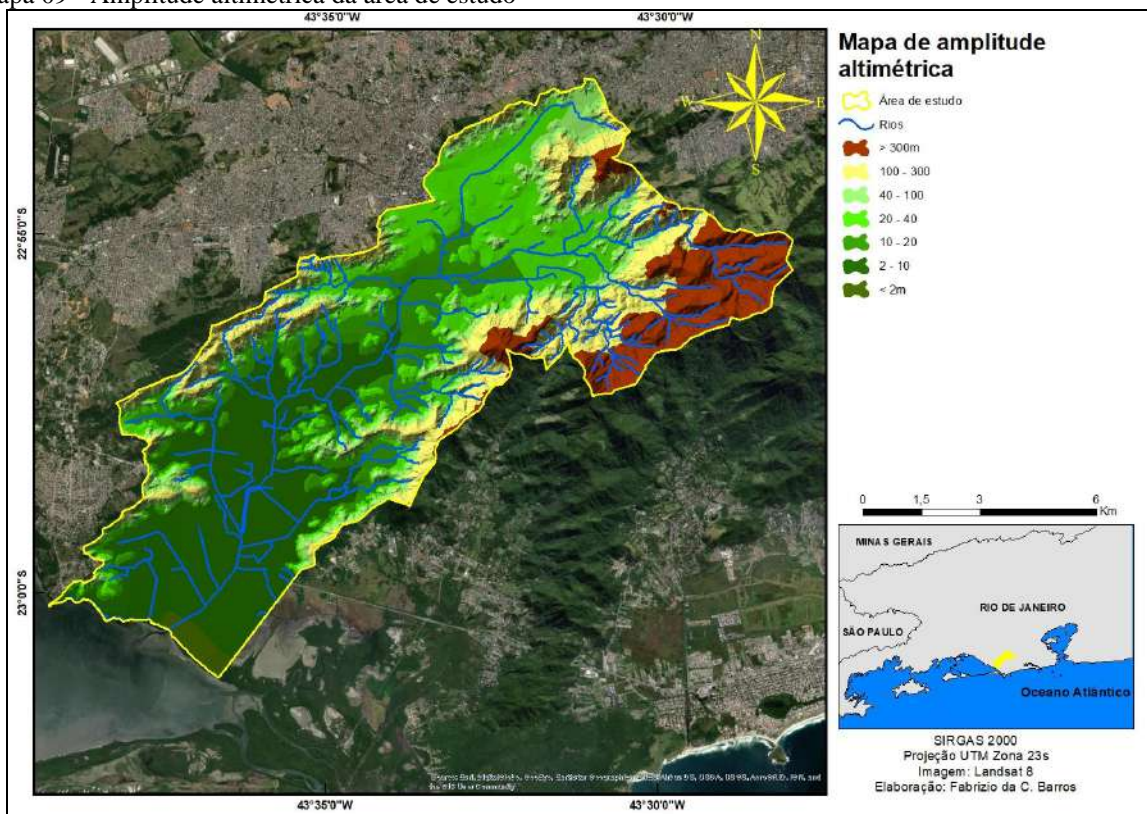 apa 09 - Amplitude altimétrica da área de estudo
43°35'0"W
43°30'0"W
22°55'0"S
23°0'0"S
43°35'0"W
43°30'0"W
N
W
E
S
Mapa de amplitude
altimétrica
Área de estudo
Rios
> 300m
100 - 300
40 - 100
20 - 40
10 - 20
2 - 10
< 2m
0 1,5 3 6
Km
MINAS GERAIS
RIO DE JANEIRO
SÃO PAULO
Oceano Atlântico
SIRGAS 2000
Projeção UTM Zona 23s
Imagem: Landsat 8
Elaboração: Fabrizio da C. Barros